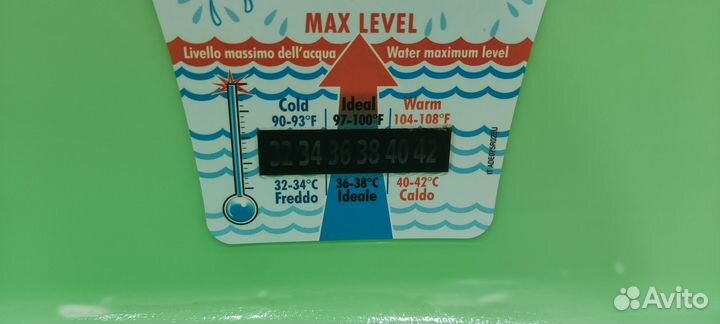 MAX LEVEL
Livello massimo dell'acqua Water maximum level
Cold Ideal Warm
90-93°F 97-100°F 104-108°F
32 34 36 38 40 42
32-34°C 36-38°C 40-42°C
Freddo Ideale Caldo
Avito